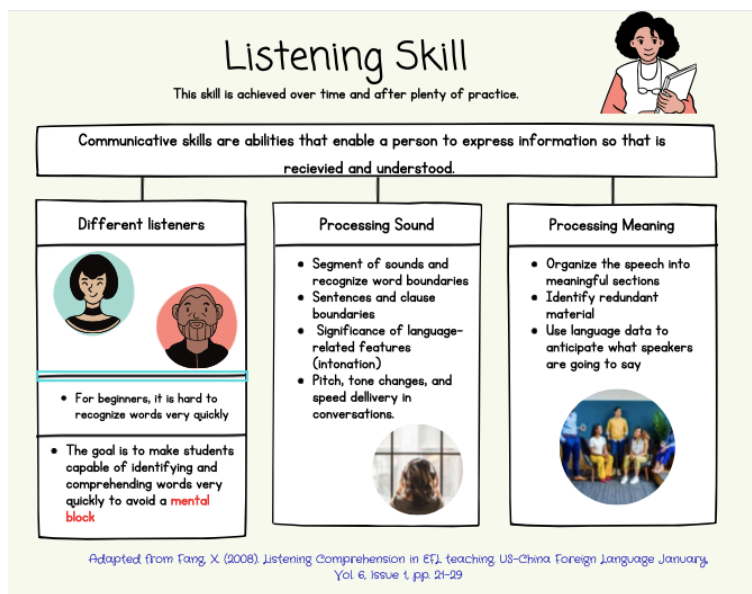 Listening Skill
This skill is achieved over time and after plenty of practice.
Communicative skills are abilities that enable a person to express information so that is
recievied and understood.
Different listeners
For beginners, it is hard to
recognize words very quickly
The goal is to make students
capable of identifying and
comprehending words very
quickly to avoid a mental
block
Processing Sound
Segment of sounds and
recognize word boundaries
Sentences and clause
boundaries
Significance of language-
related features
(intonation)
Pitch, tone changes, and
speed dellivery in
conversations.
Processing Meaning
Organize the speech into
meaningful sections
Identify redundant
material
Use language data to
anticipate what speakers
are going to say
Adapted from Fang, X. (2008). Listening Comprehension in EFL teaching. US-China Foreign Language January,
Vol. 6, Issue 1, pp. 21-29